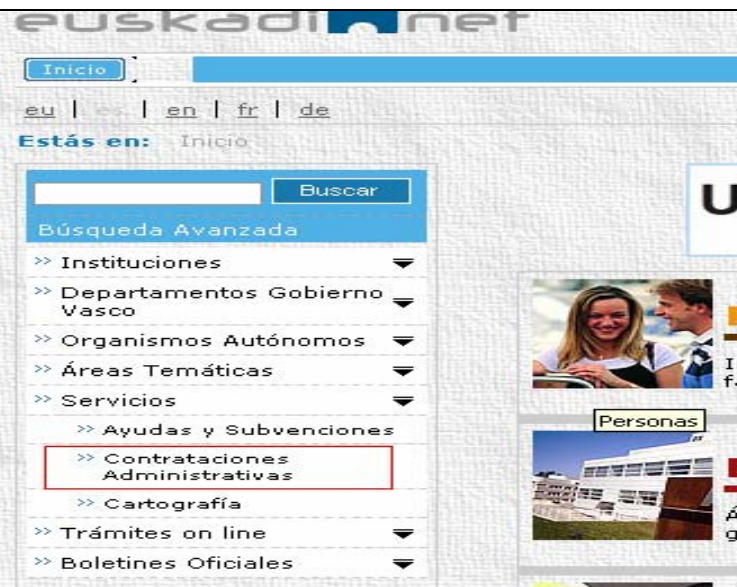 euskadi.net
Inicio
eu | es | en | fr | de
Estás en: Inicio
Buscar
Búsqueda Avanzada
>> Instituciones
>> Departamentos Gobierno
Vasco
>> Organismos Autónomos
>> Áreas Temáticas
>> Servicios
>> Ayudas y Subvenciones
>> Contrataciones
Administrativas
>> Cartografía
>> Trámites on line
>> Boletines Oficiales
U
I
f
Personas
Á
g